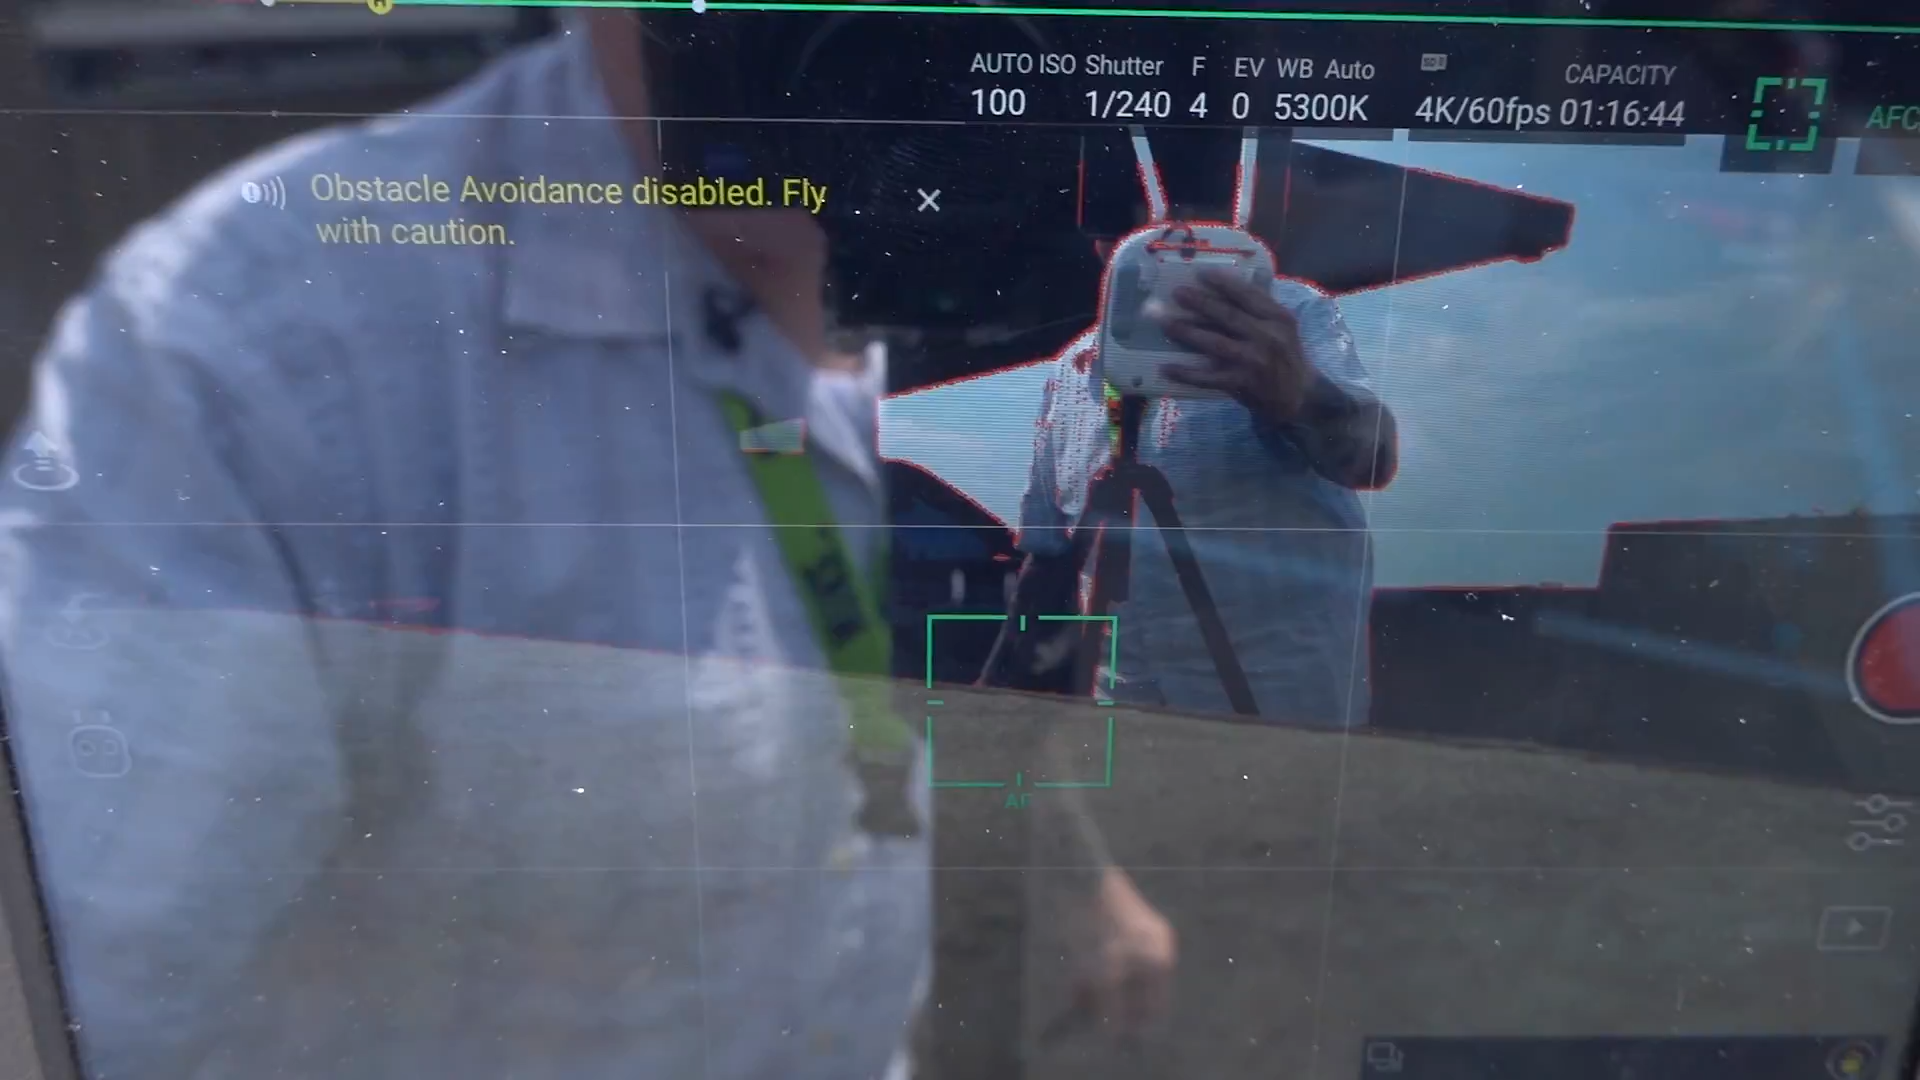 AUTO ISO Shutter F EV WB Auto
CAPACITY
100 1/240 4 0 5300K 4K/60fps 01:16:44
AFC
Obstacle Avoidance disabled. Fly
with caution.
AF